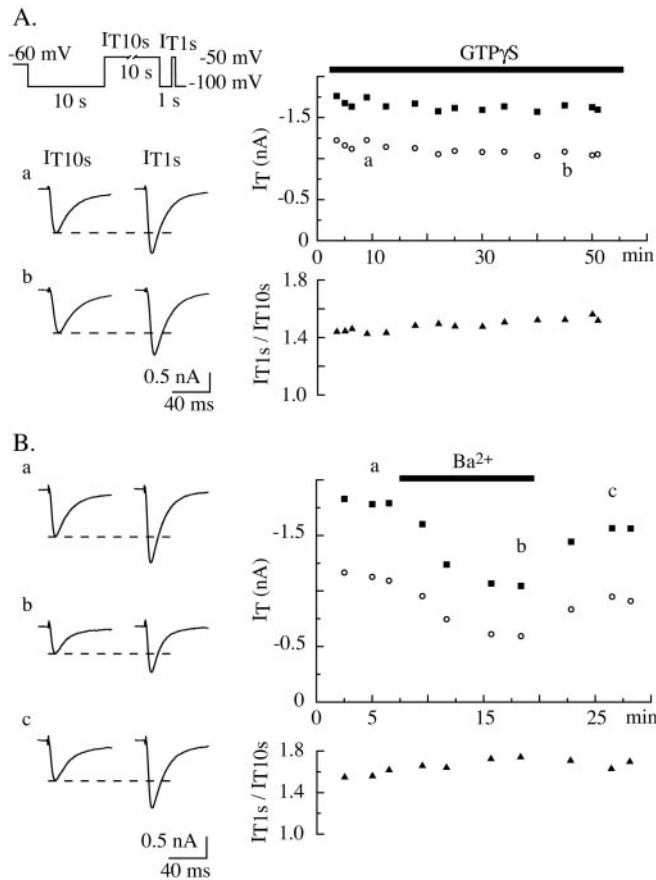 A.
IT10s IT1s
-60 mV -50 mV
10 s -100 mV
10 s 1 s
IT10s IT1s
a
b
0.5 nA
40 ms
GTPγS
IT (nA)
-1.5
-0.5
0
a
b
0 10 30 50 min
IT1s / IT10s
1.8
1.4
1.0
B.
a
b
c
0.5 nA
40 ms
Ba2+
IT (nA)
-1.5
-0.5
0
a
b
c
0 5 15 25 min
IT1s / IT10s
1.8
1.4
1.0